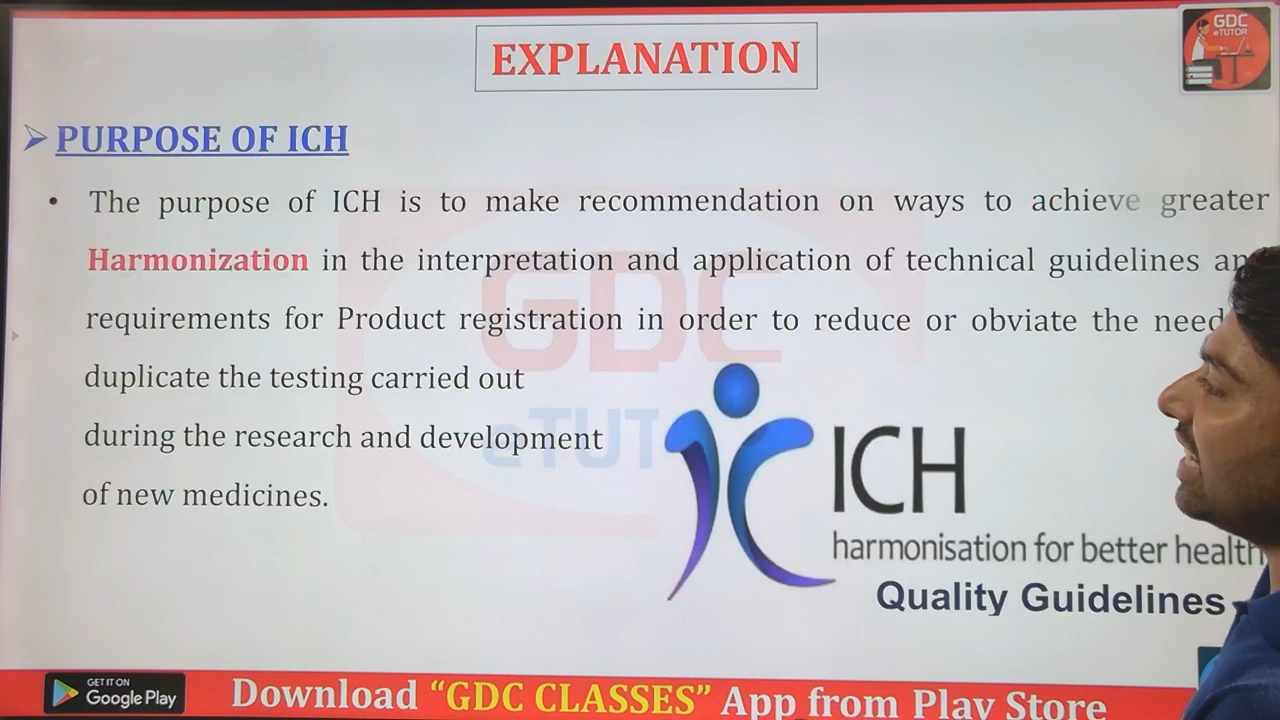 GDC
eTUTOR
EXPLANATION
PURPOSE OF ICH
• The purpose of ICH is to make recommendation on ways to achieve greater
Harmonization in the interpretation and application of technical guidelines
requirements for Product registration in order to reduce or obviate the need
duplicate the testing carried out
during the research and development
of new medicines.
GDC
ICH
harmonisation for better health
Quality Guidelines
GET IT ON
Google Play
Download “GDC CLASSES” App from Play Store